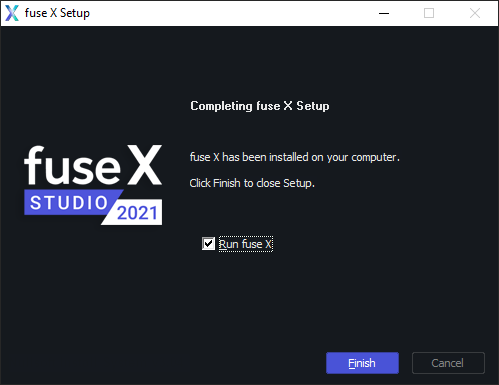 fuse X Setup
Completing fuse X Setup
fuse X
STUDIO
2021
fuse X has been installed on your computer.
Click Finish to close Setup.
Run fuse X
Finish
Cancel